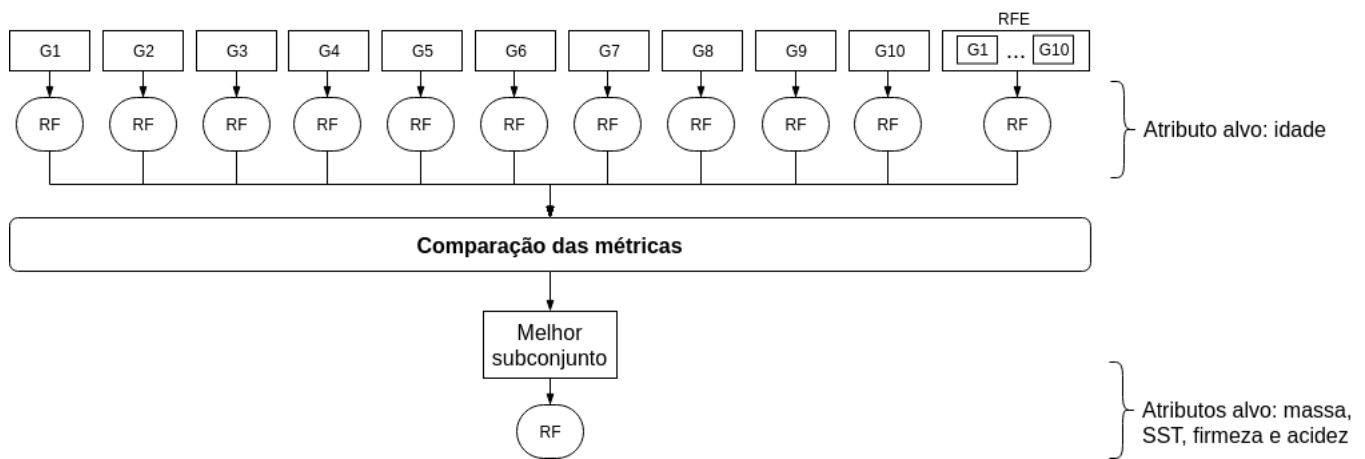 RFE
G1
G2
G3
G4
G5
G6
G7
G8
G9
G10
G1 ... G10
RF
RF
RF
RF
RF
RF
RF
RF
RF
RF
RF
Atributo alvo: idade
Comparação das métricas
Melhor
subconjunto
RF
Atributos alvo: massa,
SST, firmeza e acidez